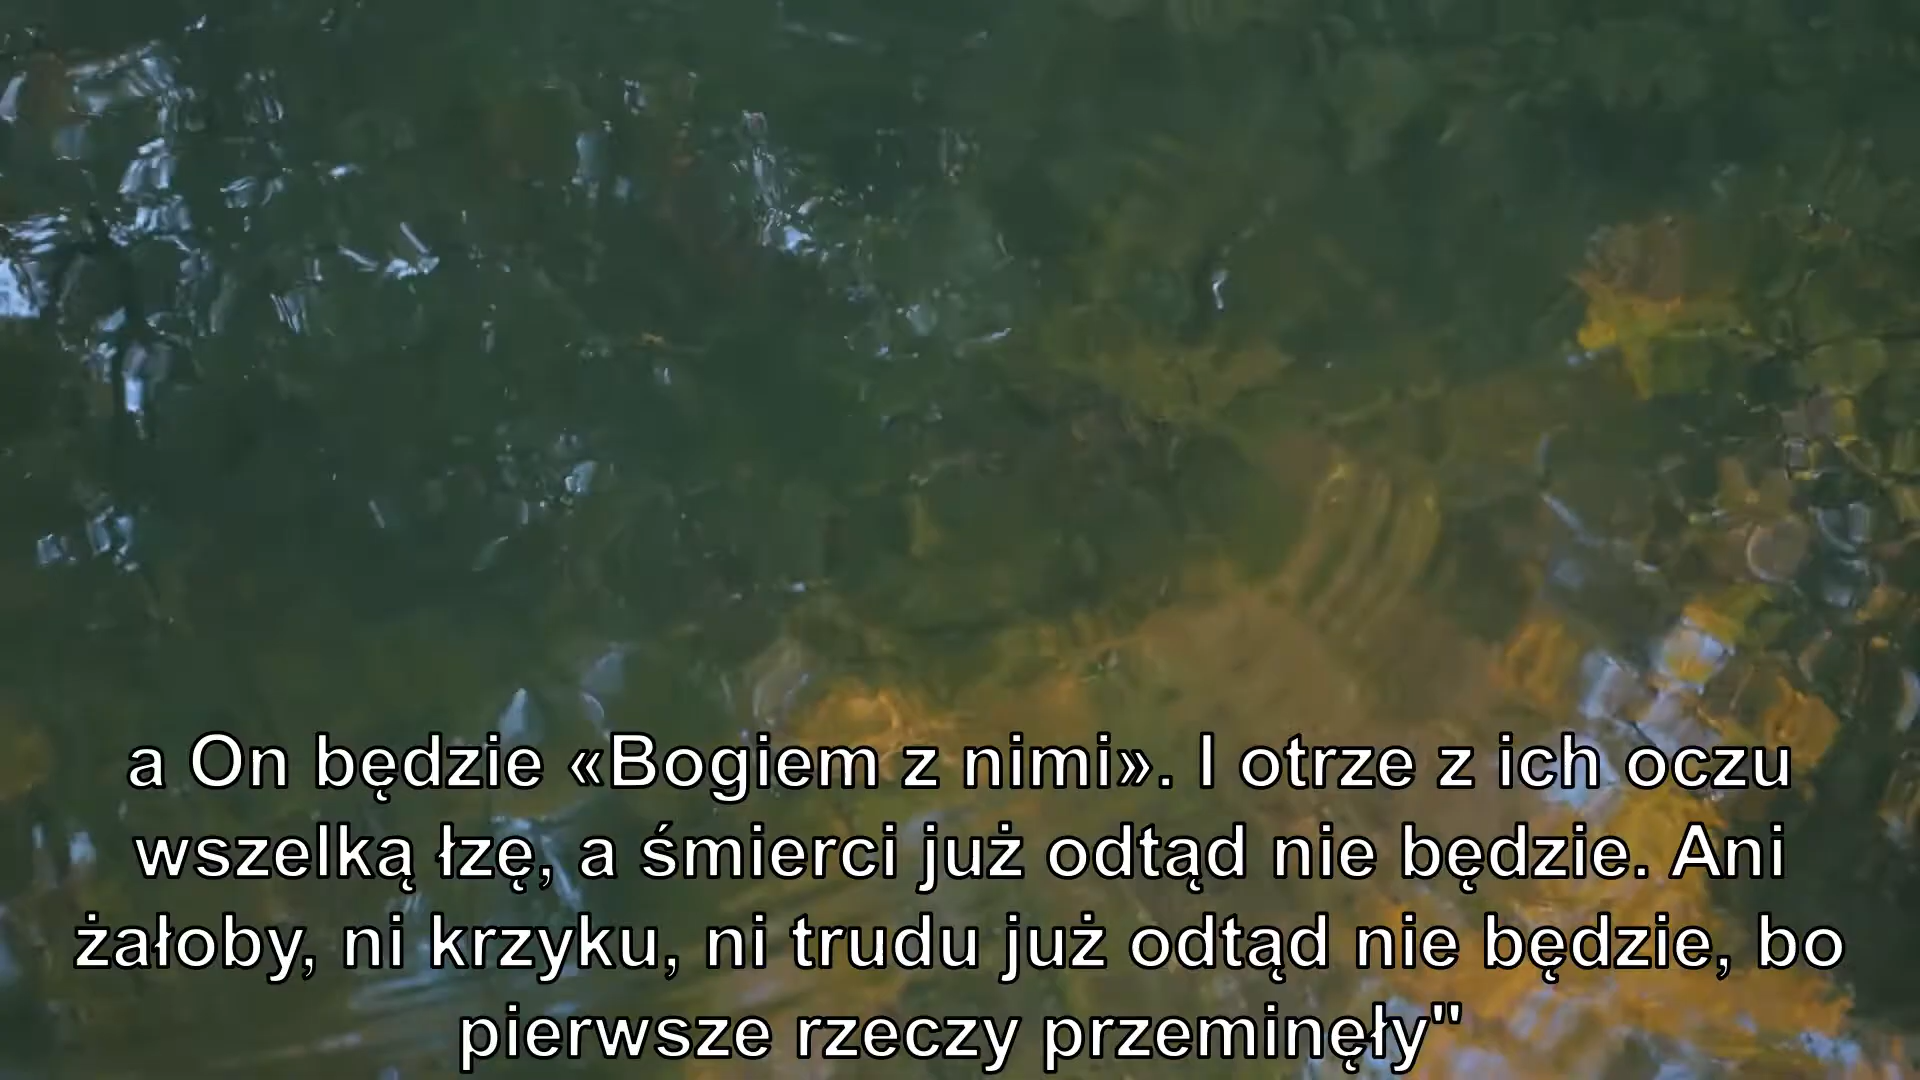 a On będzie «Bogiem z nimi». I otrze z ich oczu
wszelką łzę, a śmierci już odtąd nie będzie. Ani
żałoby, ni krzyku, ni trudu już odtąd nie będzie, bo
pierwsze rzeczy przeminęły"